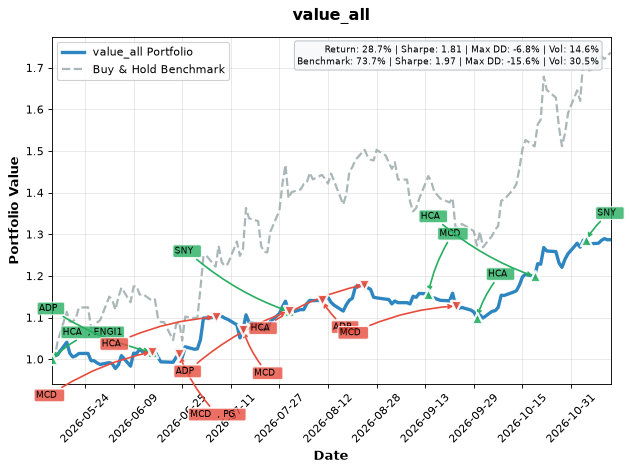 value_all
value_all Portfolio
Buy & Hold Benchmark
Return: 28.7% | Sharpe: 1.81 | Max DD: -6.8% | Vol: 14.6%
Benchmark: 73.7% | Sharpe: 1.97 | Max DD: -15.6% | Vol: 30.5%
Portfolio Value
1.7
1.6
1.5
1.4
1.3
1.2
1.1
1.0
SNY
HCA
MCD
SNY
HCA
ADP
HCA
, ENGI1
HCA
HCA
ADP
MCD
ADP
MCD
MCD
MCD , PG
2026-05-24
2026-06-09
2026-06-25
2026-07-11
2026-07-27
2026-08-12
2026-08-28
2026-09-13
2026-09-29
2026-10-15
2026-10-31
Date